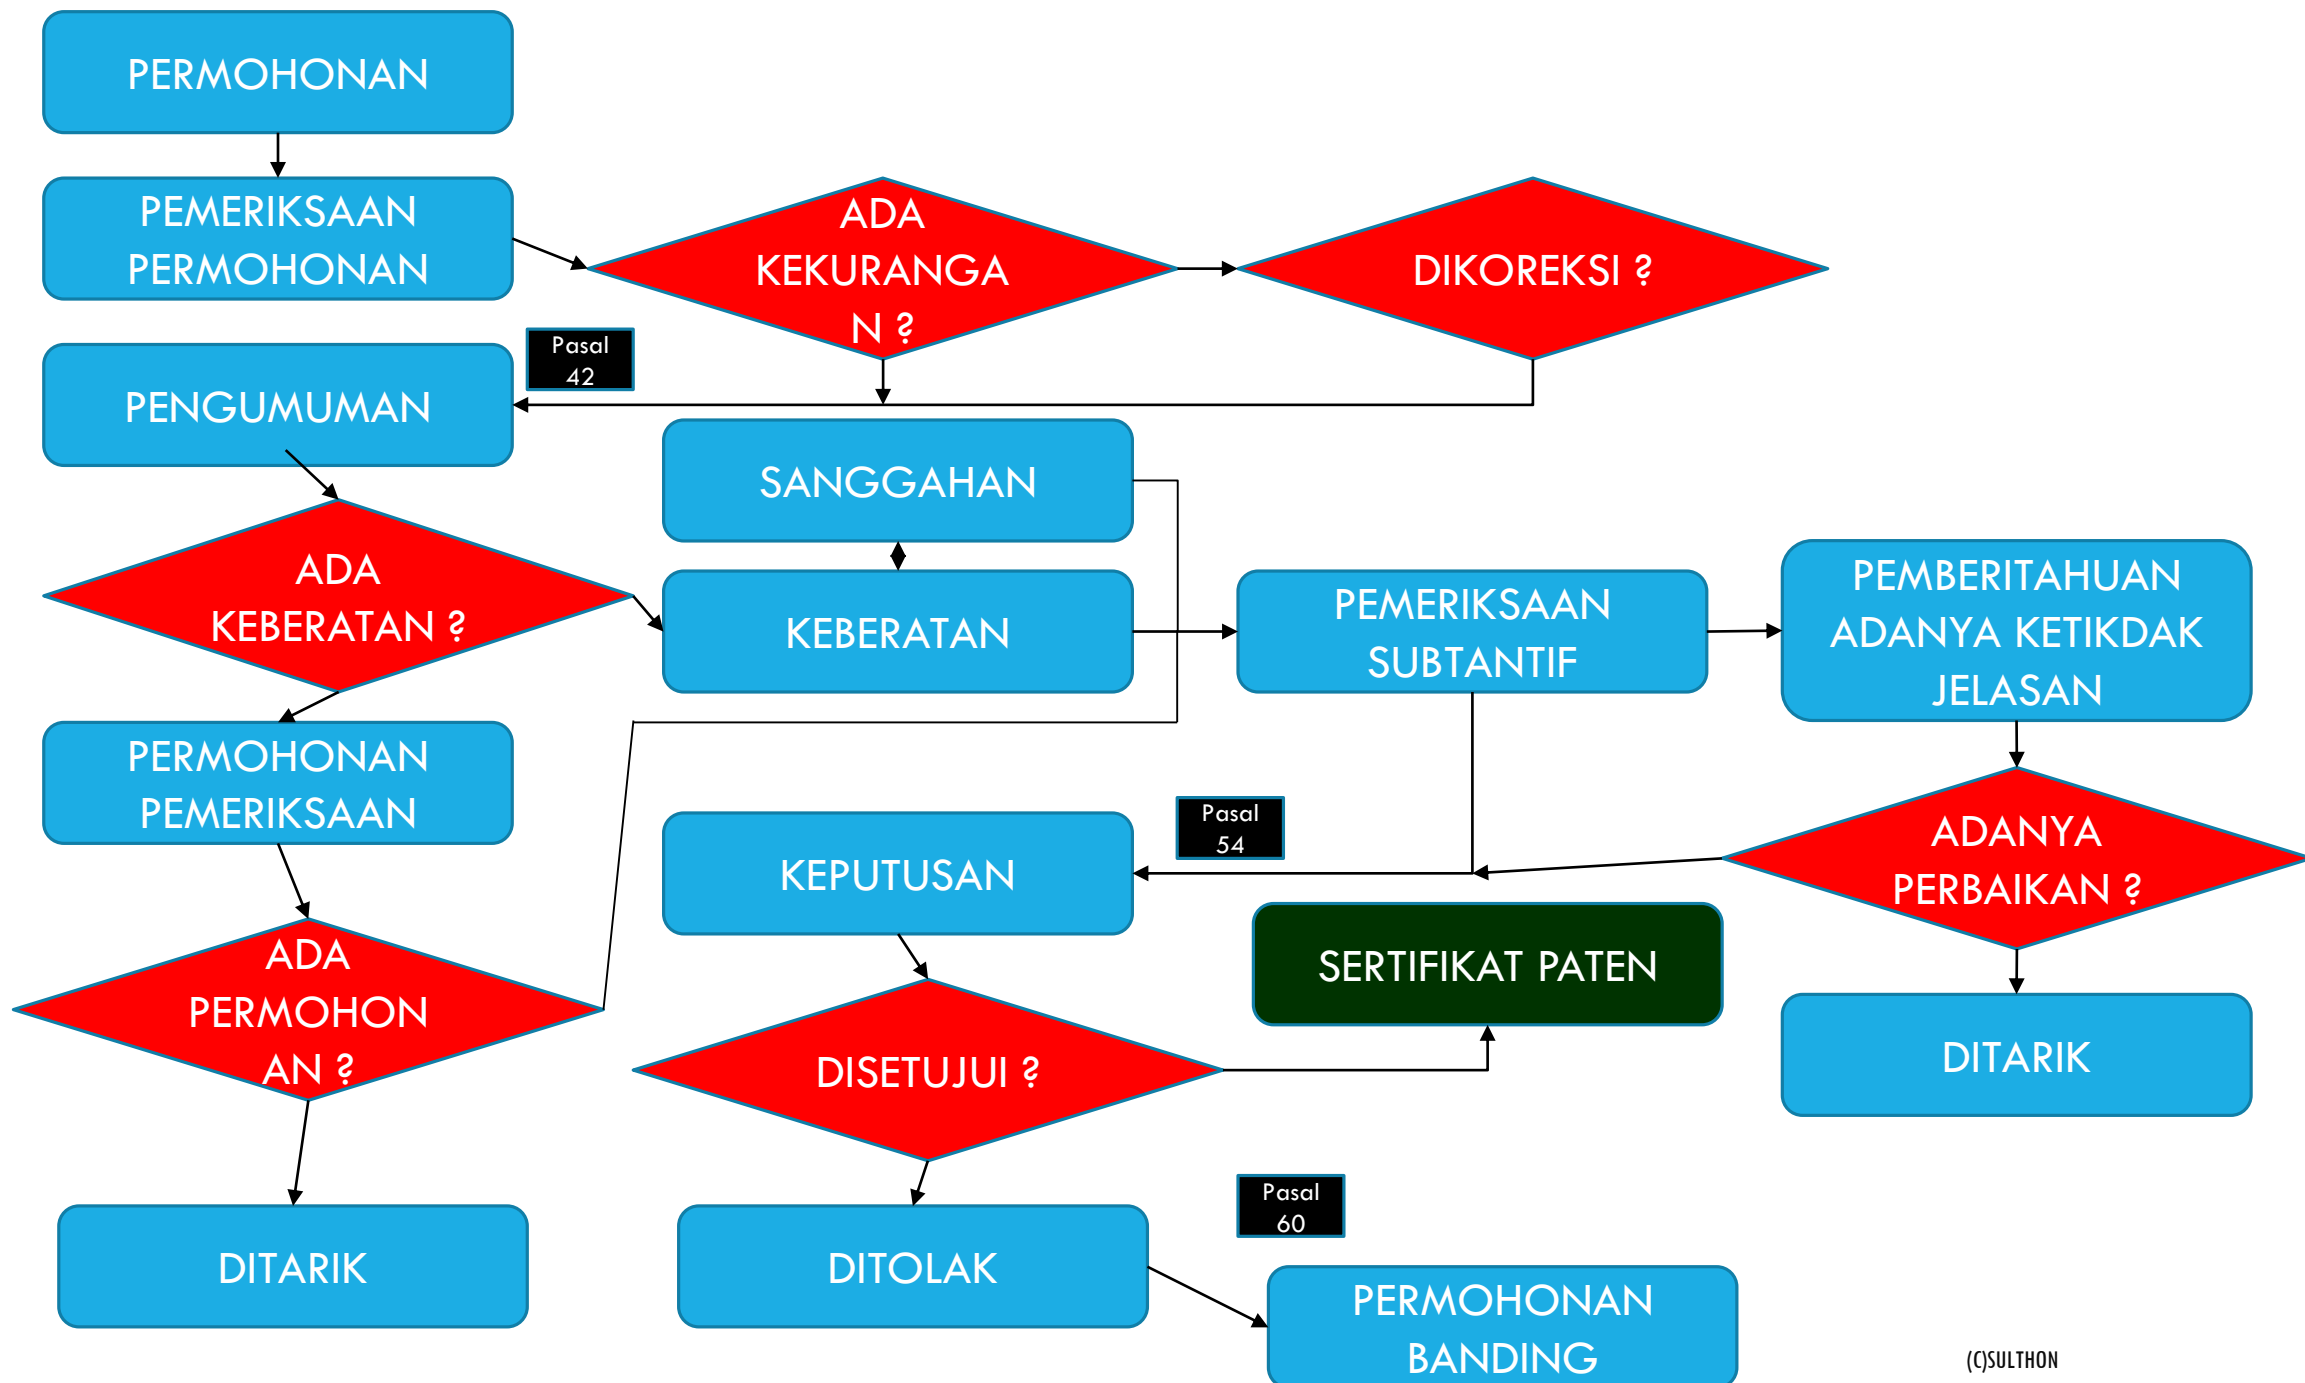 PERMOHONAN
PEMERIKSAAN
PERMOHONAN
ADA
KEKURANGA
N ?
DIKOREKSI ?
Pasal
42
PENGUMUMAN
SANGGAHAN
ADA
KEBERATAN ?
KEBERATAN
PEMERIKSAAN
SUBTANTIF
PEMBERITAHUAN
ADANYA KETIKDAK
JELASAN
PERMOHONAN
PEMERIKSAAN
Pasal
54
KEPUTUSAN
ADANYA
PERBAIKAN ?
ADA
PERMOHON
AN ?
SERTIFIKAT PATEN
DISETUJUI ?
DITARIK
Pasal
60
DITARIK
DITOLAK
PERMOHONAN
BANDING
(C)SULTHON